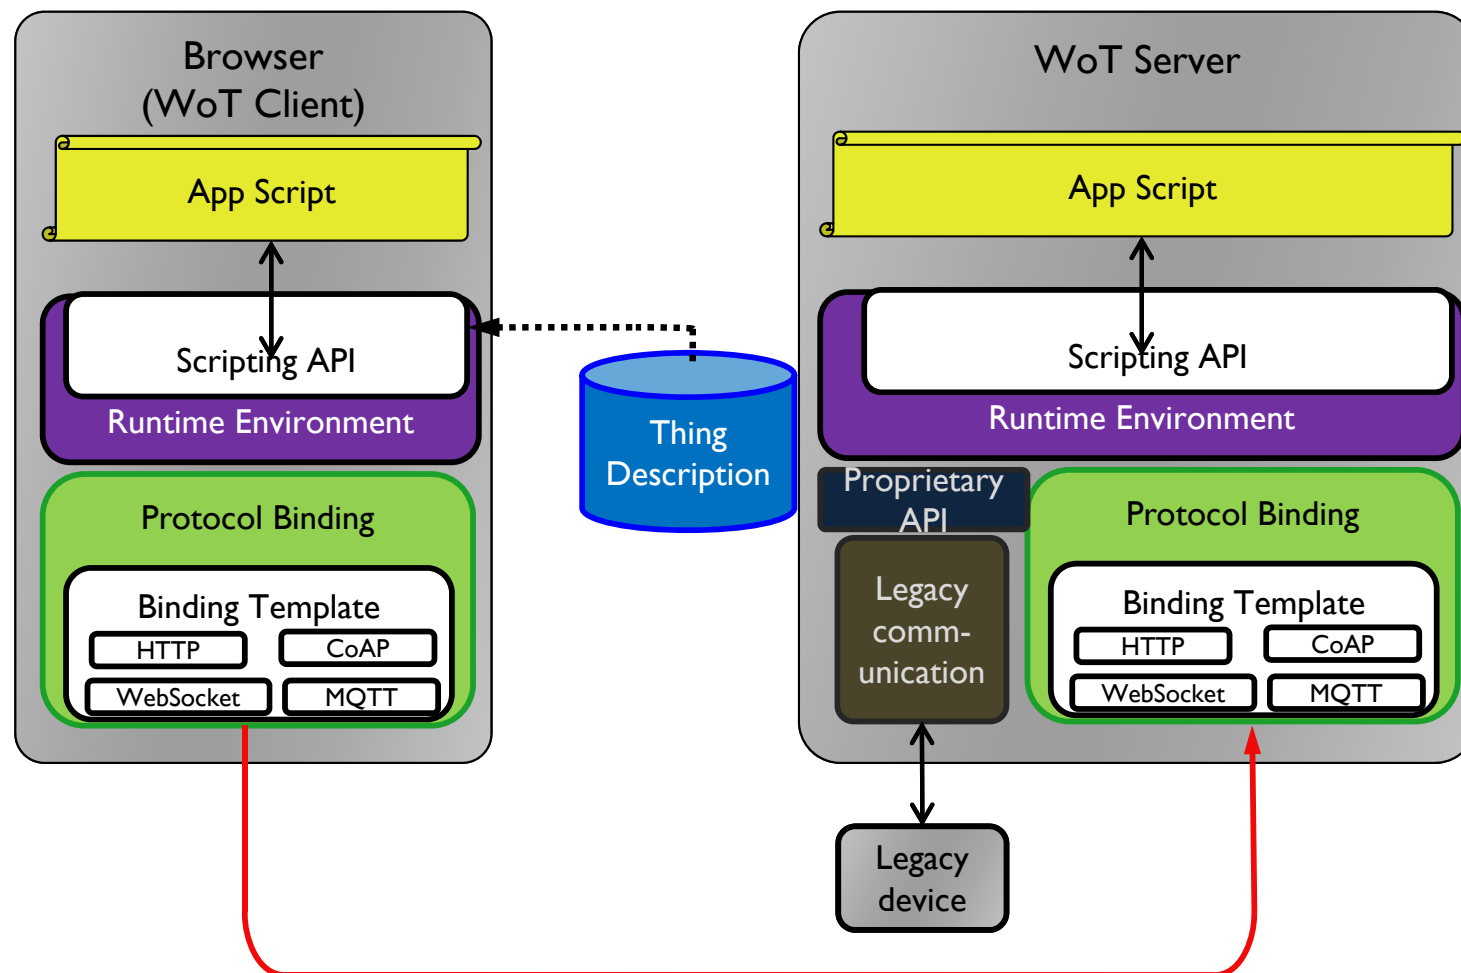 Browser
(WoT Client)
App Script
Scripting API
Runtime Environment
Protocol Binding
Binding Template
HTTP
CoAP
WebSocket
MQTT
Thing
Description
WoT Server
App Script
Scripting API
Runtime Environment
Proprietary
API
Legacy
comm-
unication
Protocol Binding
Binding Template
HTTP
CoAP
WebSocket
MQTT
Legacy
device